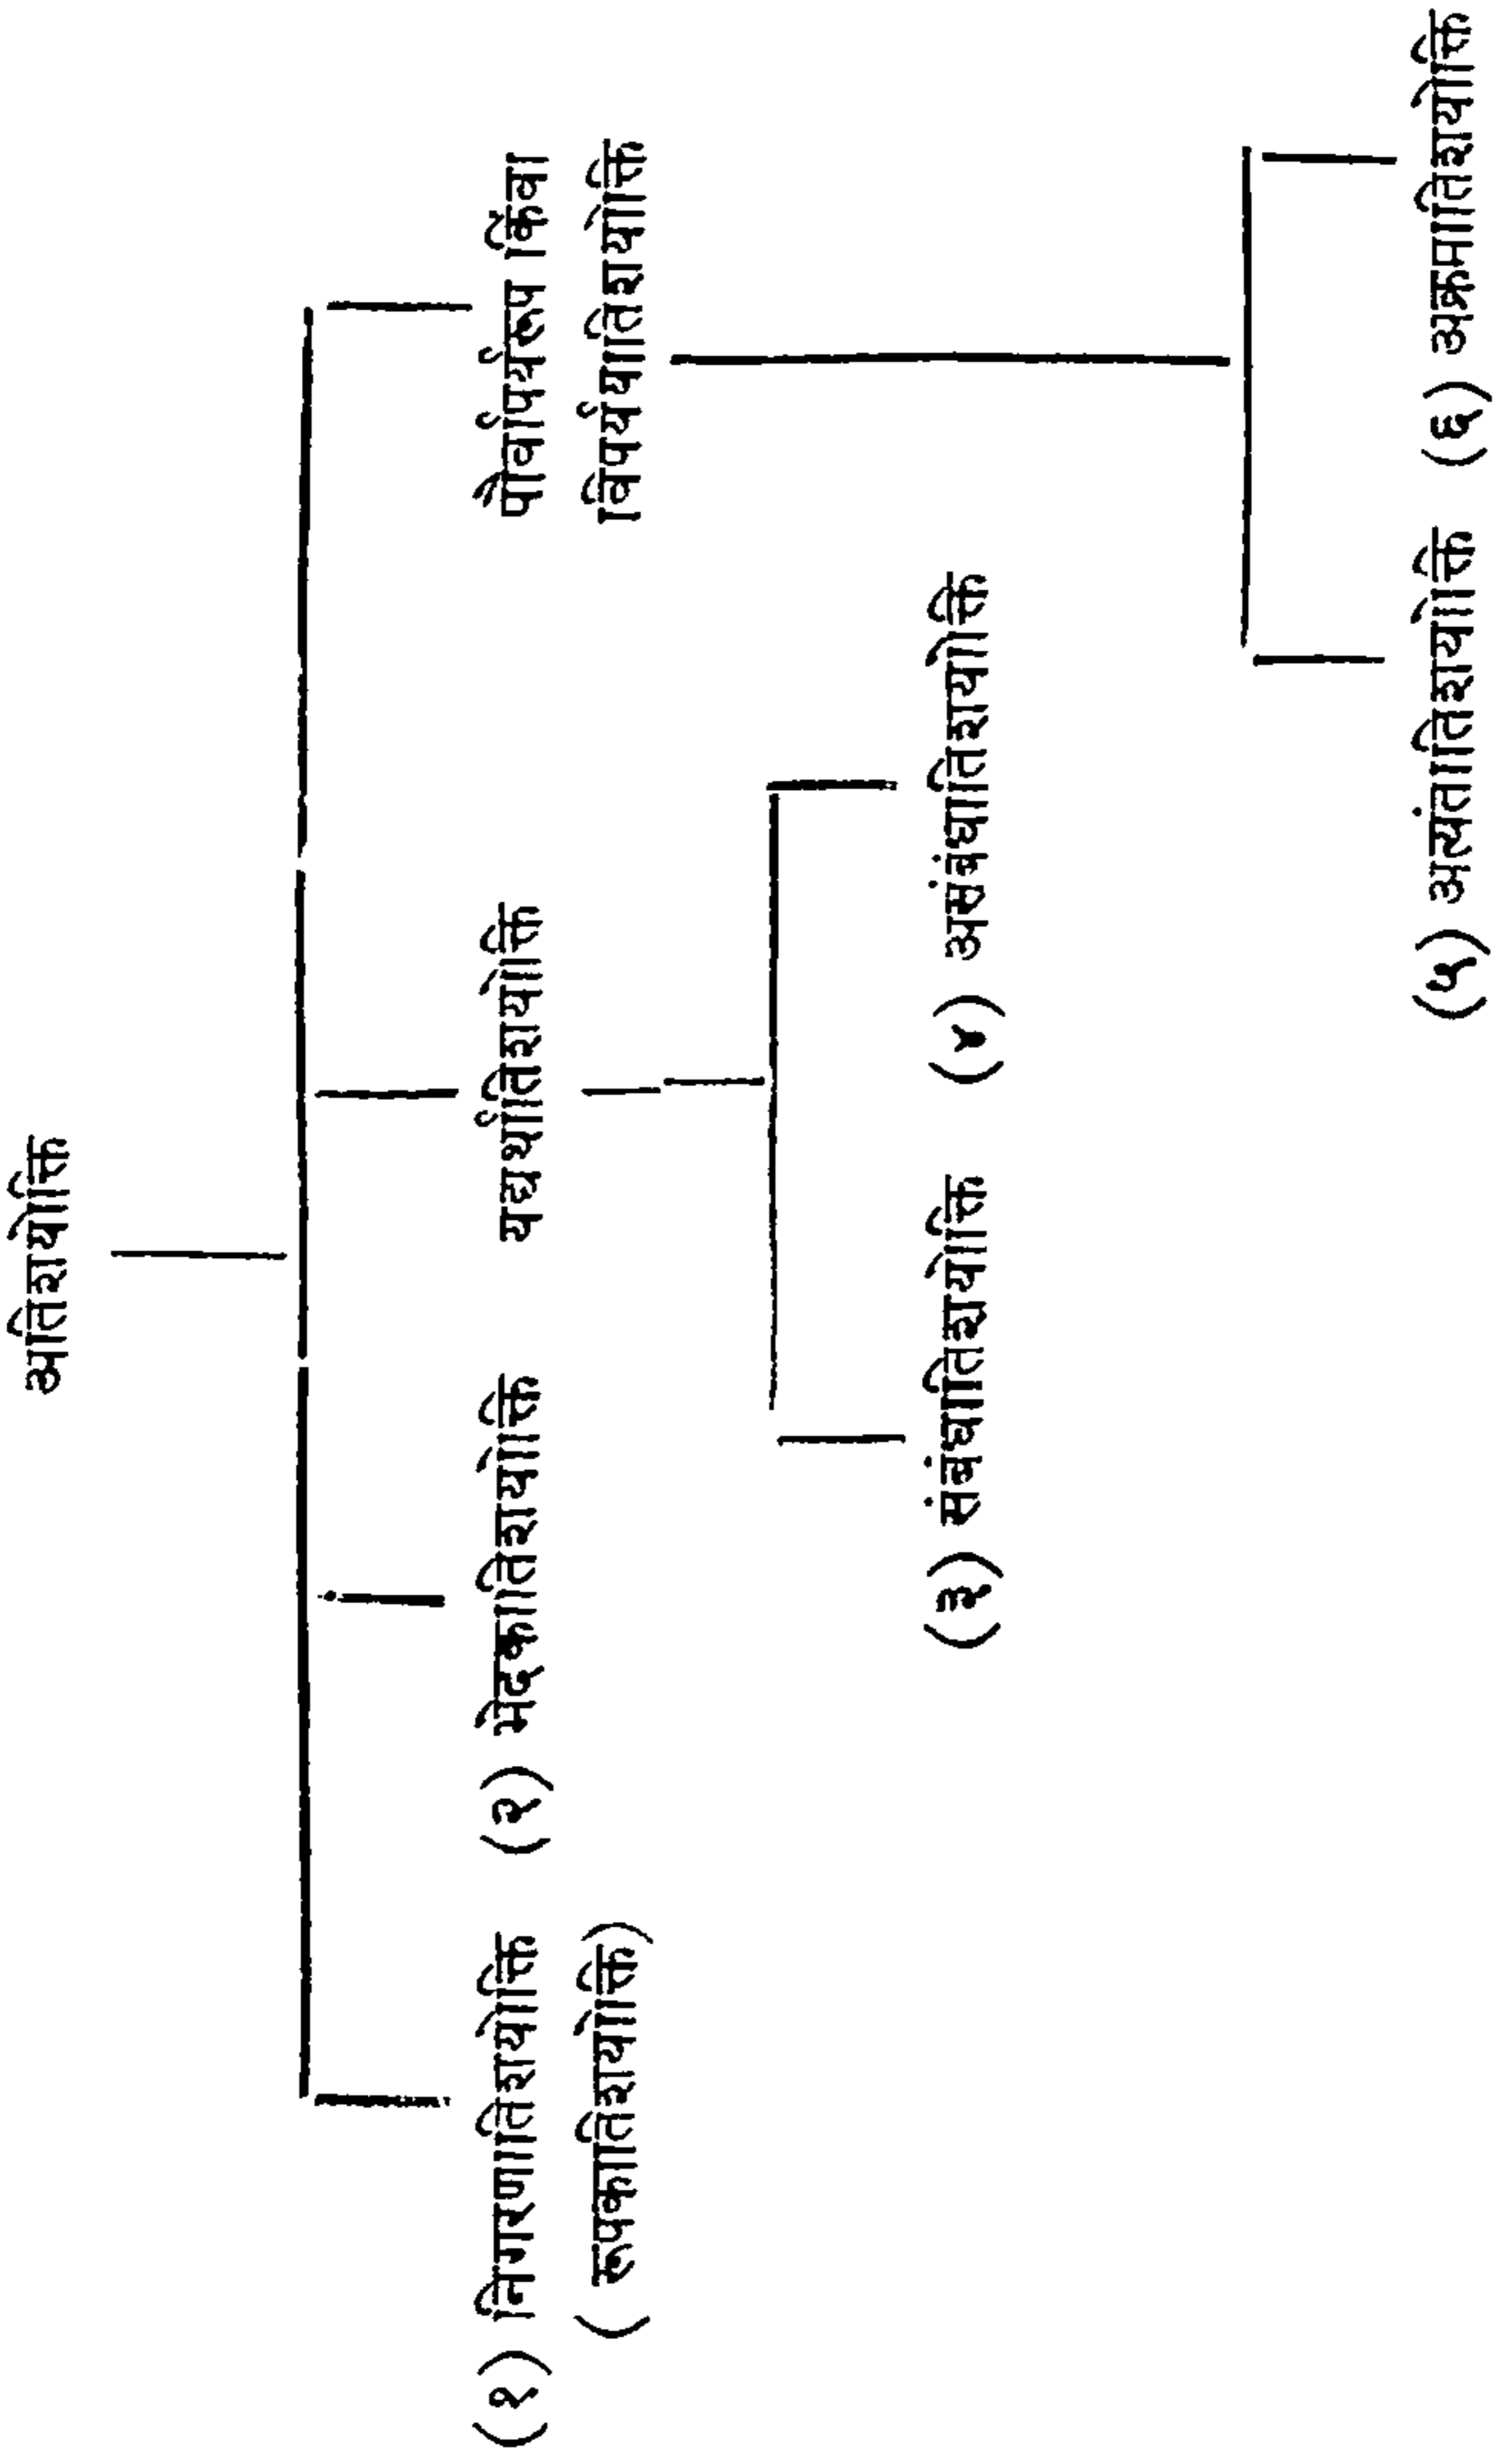 अतिशयोक्ति
(१) निगरणातिशयोक्ति
( रूपकातिशयोक्ति)
(२) भेदकातिशयोक्ति
यद्यर्थातिशयोक्ति
पौर्वापर्यरूप किंवा
विपर्ययातिशयोक्ति
(३) संबंधातिशयोक्ति
(४) असंबंधातिशयोक्ति
(५) अत्यंतातिशयोक्ति
(६) अक्रमातिशयोक्ति